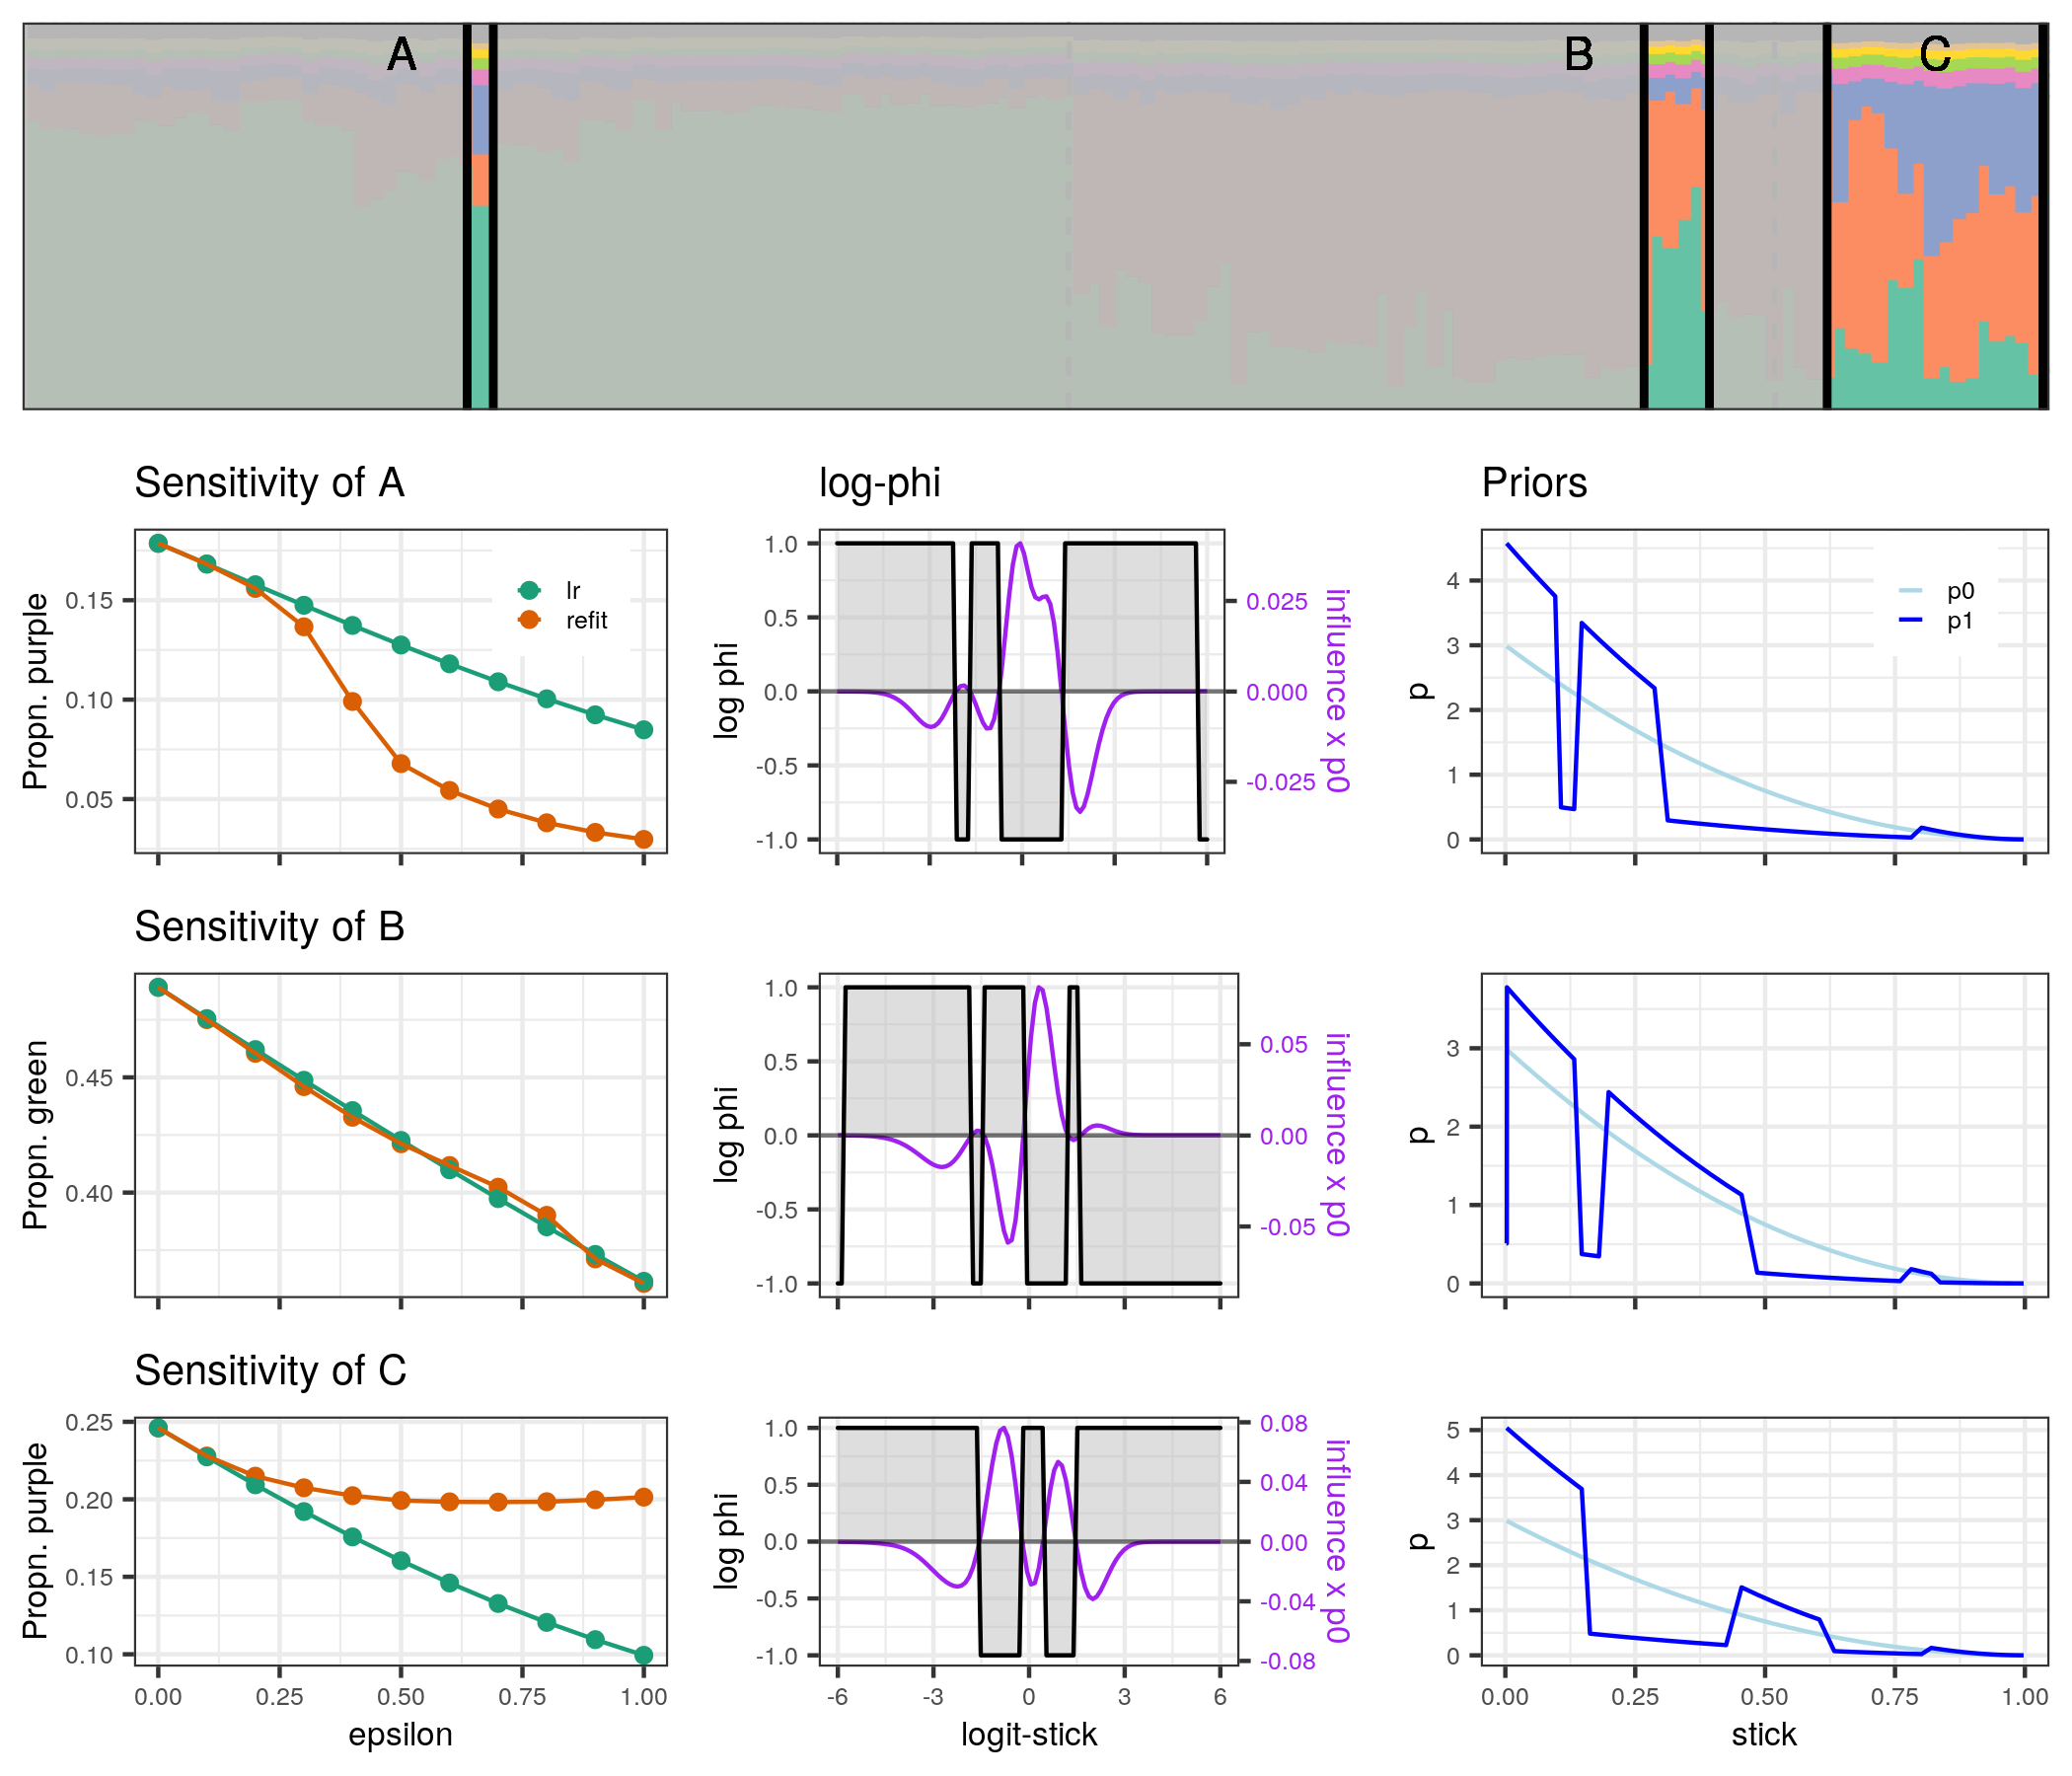 A
B
C
Sensitivity of A
log-phi
Priors
Propn. purple
0.15
0.10
0.05
lr
refit
log phi
1.0
0.5
0.0
-0.5
-1.0
0.025
0.000
-0.025
influence x p0
p
4
3
2
1
0
p0
p1
Sensitivity of B
Propn. green
0.45
0.40
log phi
1.0
0.5
0.0
-0.5
-1.0
0.05
0.00
-0.05
influence x p0
p
3
2
1
0
Sensitivity of C
Propn. purple
0.25
0.20
0.15
0.10
0.00 0.25 0.50 0.75 1.00
epsilon
log phi
1.0
0.5
0.0
-0.5
-1.0
0.08
0.04
0.00
-0.04
-0.08
influence x p0
-6 -3 0 3 6
logit-stick
p
5
4
3
2
1
0
0.00 0.25 0.50 0.75 1.00
stick